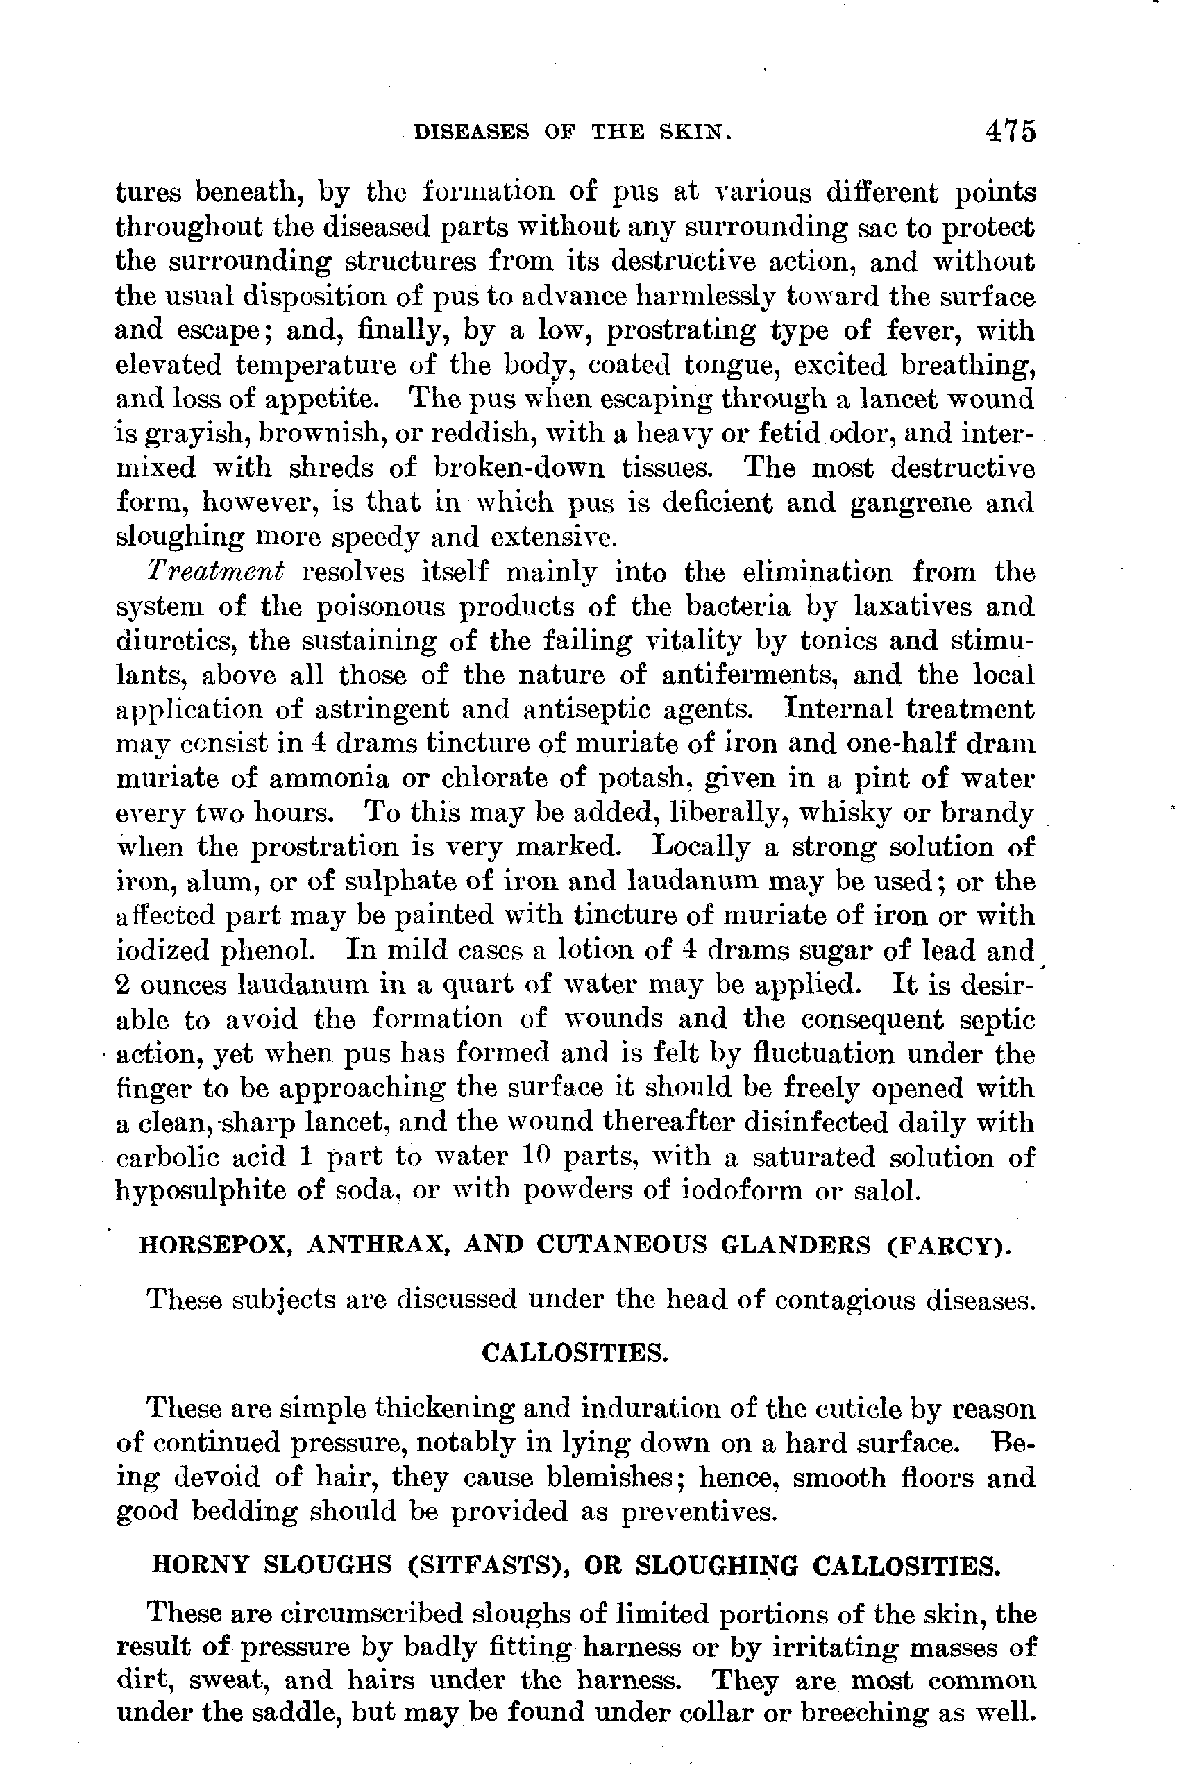 DISEASES OF THE SKIN. 475
tures beneath, by the formation of pus at various different points
throughout the diseased parts without any surrounding sac to protect
the surrounding structures from its destructive action, and without
the usual disposition of pus to advance harmlessly toward the surface
and escape; and, finally, by a low, prostrating type of fever, with
elevated temperature of the body, coated tongue, excited breathing,
and loss of appetite. The pus when escaping through a lancet wound
is grayish, brownish, or reddish, with a heavy or fetid odor, and inter-
mixed with shreds of broken-down tissues. The most destructive
form, however, is that in which pus is deficient and gangrene and
sloughing more speedy and extensive.
Treatment resolves itself mainly into the elimination from the
system of the poisonous products of the bacteria by laxatives and
diuretics, the sustaining of the failing vitality by tonics and stimu-
lants, above all those of the nature of antiferments, and the local
application of astringent and antiseptic agents. Internal treatment
may consist in 4 drams tincture of muriate of iron and one-half dram
muriate of ammonia or chlorate of potash, given in a pint of water
every two hours. To this may be added, liberally, whisky or brandy
when the prostration is very marked. Locally a strong solution of
iron, alum, or of sulphate of iron and laudanum may be used; or the
affected part may be painted with tincture of muriate of iron or with
iodized phenol. In mild cases a lotion of 4 drams sugar of lead and
2 ounces laudanum in a quart of water may be applied. It is desir-
able to avoid the formation of wounds and the consequent septic
action, yet when pus has formed and is felt by fluctuation under the
finger to be approaching the surface it should be freely opened with
a clean, sharp lancet, and the wound thereafter disinfected daily with
carbolic acid 1 part to water 10 parts, with a saturated solution of
hyposulphite of soda, or with powders of iodoform or salol.
HORSEPOX, ANTHRAX, AND CUTANEOUS GLANDERS (FARCY).
These subjects are discussed under the head of contagious diseases.
CALLOSITIES.
These are simple thickening and induration of the cuticle by reason
of continued pressure, notably in lying down on a hard surface. Be-
ing devoid of hair, they cause blemishes; hence, smooth floors and
good bedding should be provided as preventives.
HORNY SLOUGHS (SITFASTS), OR SLOUGHING CALLOSITIES.
These are circumscribed sloughs of limited portions of the skin, the
result of pressure by badly fitting harness or by irritating masses of
dirt, sweat, and hairs under the harness. They are most common
under the saddle, but may be found under collar or breeching as well.